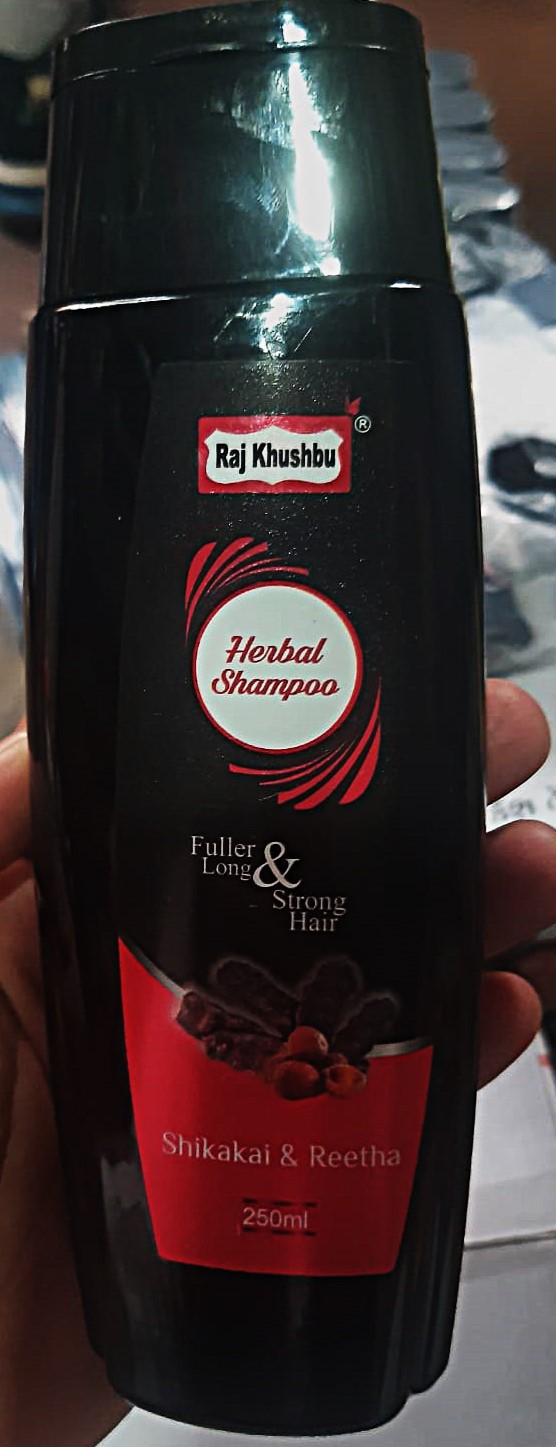 Raj Khushbu
®
Herbal
Shampoo
Fuller
Long &
Strong
Hair
Shikakai & Reetha
250ml